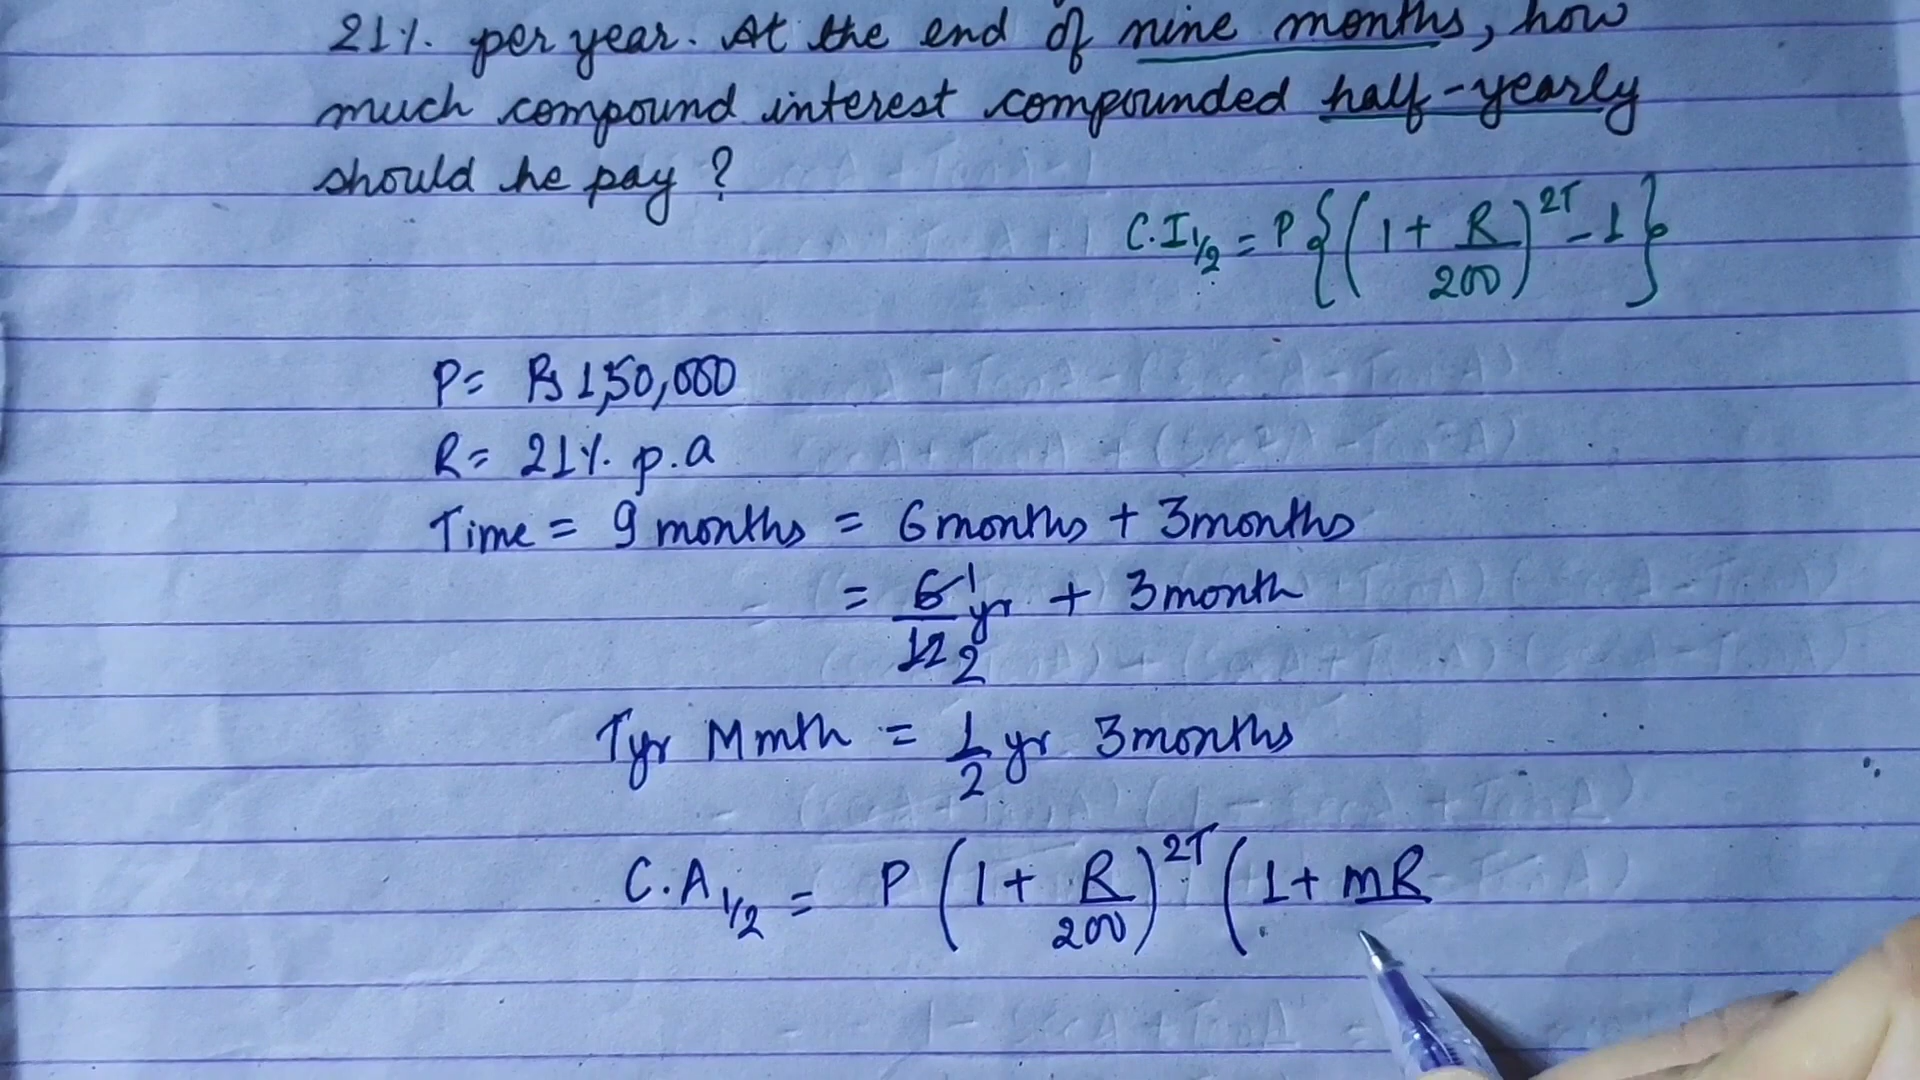 21%. per year. At the end of nine months, how
much compound interest compounded half-yearly
should he pay ?
C.I1/2 = P{(1 + R/200)^2T - 1}
P = Rs 1,50,000
R = 21%. p.a
Time = 9 months = 6 months + 3 months
= 6/12 1/2 yr + 3 month
T yr M mth = 1/2 yr 3 months
C.A1/2 = P (1 + R/200)^2T (1 + MR